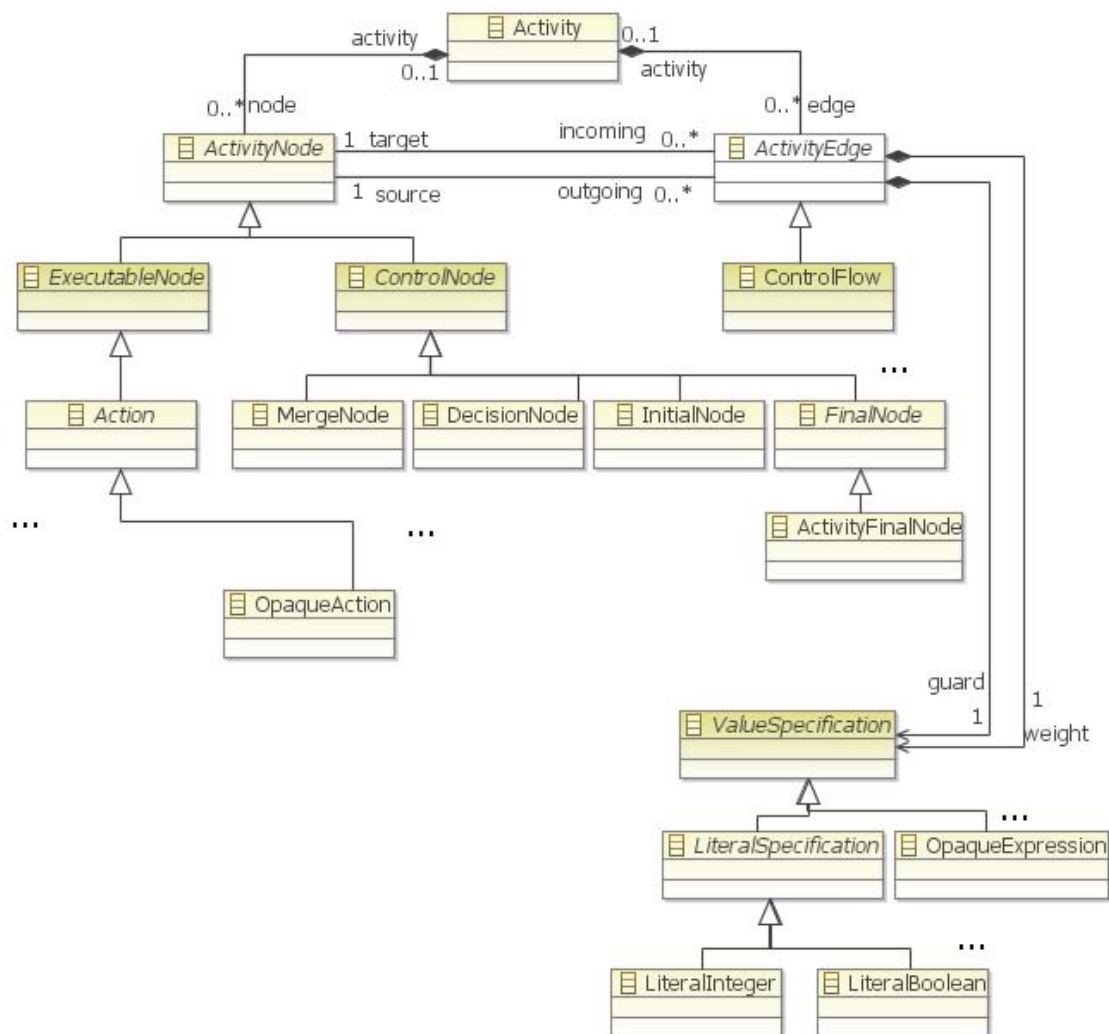 Activity
activity
0..1
0..1
activity
0..* node
0..* edge
ActivityNode
1 target
incoming 0..*
ActivityEdge
1 source
outgoing 0..*
ExecutableNode
ControlNode
ControlFlow
...
Action
MergeNode
DecisionNode
InitialNode
FinalNode
...
...
ActivityFinalNode
OpaqueAction
guard
1
1
weight
ValueSpecification
...
LiteralSpecification
OpaqueExpression
...
LiteralInteger
LiteralBoolean